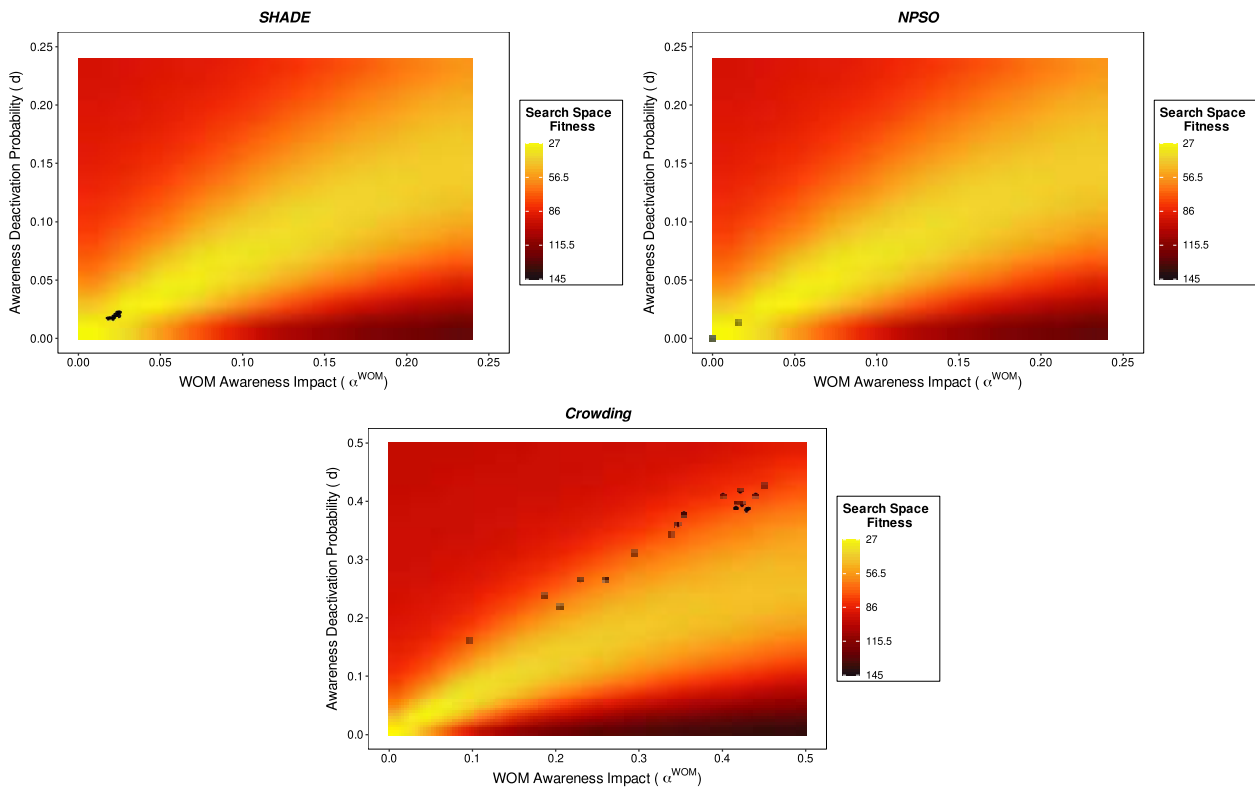 SHADE
0.25
0.20
0.15
0.10
0.05
0.00
Awareness Deactivation Probability ( d)
0.00 0.05 0.10 0.15 0.20 0.25
WOM Awareness Impact ( α^WOM)
Search Space
Fitness
27
56.5
86
115.5
145
NPSO
0.25
0.20
0.15
0.10
0.05
0.00
Awareness Deactivation Probability ( d)
0.00 0.05 0.10 0.15 0.20 0.25
WOM Awareness Impact ( α^WOM)
Search Space
Fitness
27
56.5
86
115.5
145
Crowding
0.5
0.4
0.3
0.2
0.1
0.0
Awareness Deactivation Probability ( d)
0.0 0.1 0.2 0.3 0.4 0.5
WOM Awareness Impact ( α^WOM)
Search Space
Fitness
27
56.5
86
115.5
145